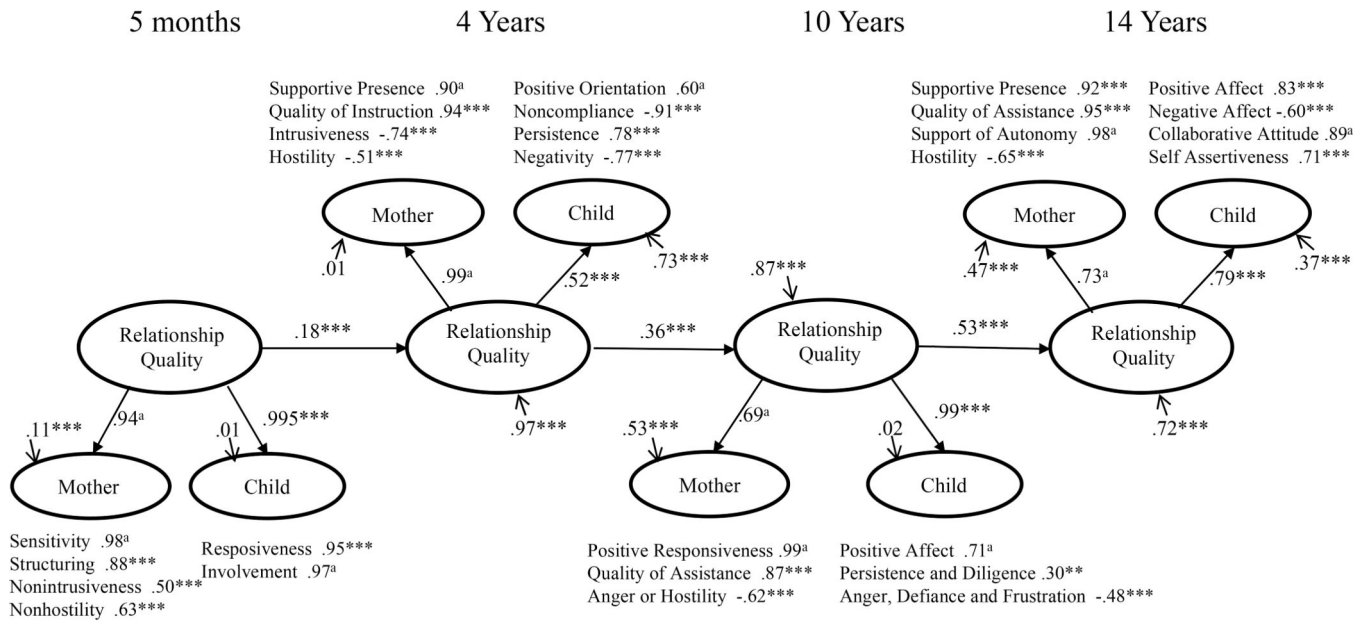 5 months
4 Years
10 Years
14 Years
Supportive Presence .90ᵃ
Quality of Instruction .94***
Intrusiveness -.74***
Hostility -.51***
Positive Orientation .60ᵃ
Noncompliance -.91***
Persistence .78***
Negativity -.77***
Supportive Presence .92***
Quality of Assistance .95***
Support of Autonomy .98ᵃ
Hostility -.65***
Positive Affect .83***
Negative Affect -.60***
Collaborative Attitude .89ᵃ
Self Assertiveness .71***
Mother
Child
Mother
Child
.01
.99ᵃ
.52***
.73***
.87***
.47***
.73ᵃ
.79***
.37***
Relationship
Quality
.18***
Relationship
Quality
.36***
Relationship
Quality
.53***
Relationship
Quality
.11***
.94ᵃ
.01
.995***
.97***
.53***
.69ᵃ
.02
.99***
.72***
Mother
Child
Mother
Child
Sensitivity .98ᵃ
Structuring .88***
Nonintrusiveness .50***
Nonhostility .63***
Resposiveness .95***
Involvement .97ᵃ
Positive Responsiveness .99ᵃ
Quality of Assistance .87***
Anger or Hostility -.62***
Positive Affect .71ᵃ
Persistence and Diligence .30**
Anger, Defiance and Frustration -.48***